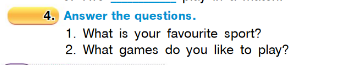 4. Answer the questions.
1. What is your favourite sport?
2. What games do you like to play?